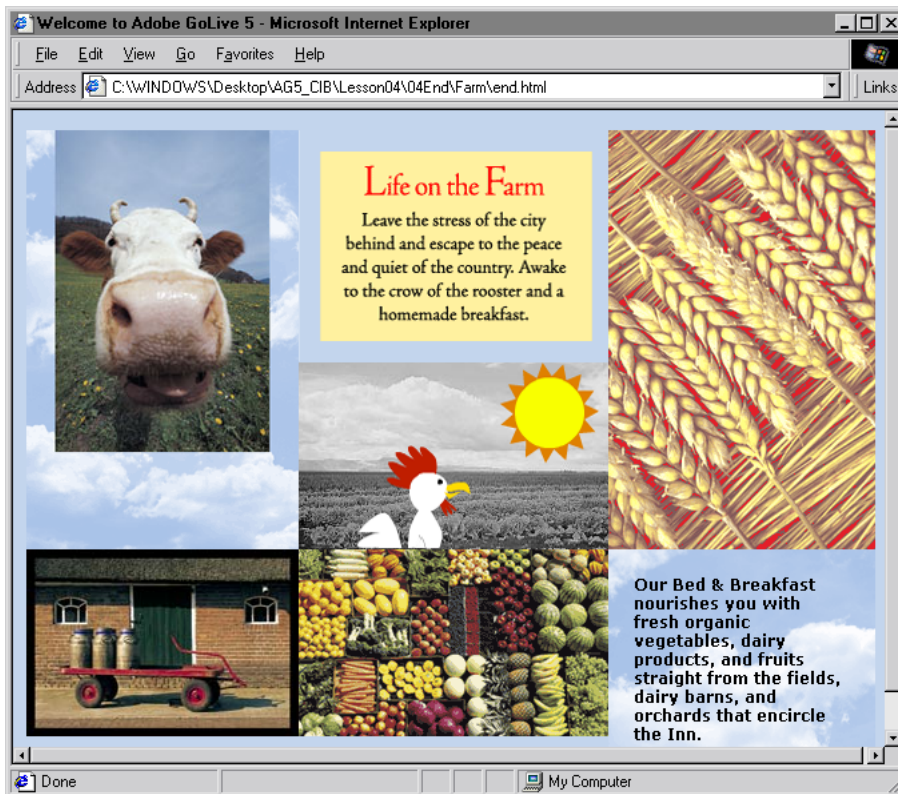 Welcome to Adobe GoLive 5 - Microsoft Internet Explorer
File Edit View Go Favorites Help
Address C:\WINDOWS\Desktop\AG5_CIB\Lesson04\04End\Farm\end.html Links
Life on the Farm
Leave the stress of the city
behind and escape to the peace
and quiet of the country. Awake
to the crow of the rooster and a
homemade breakfast.
Our Bed & Breakfast
nourishes you with
fresh organic
vegetables, dairy
products, and fruits
straight from the fields,
dairy barns, and
orchards that encircle
the Inn.
Done My Computer